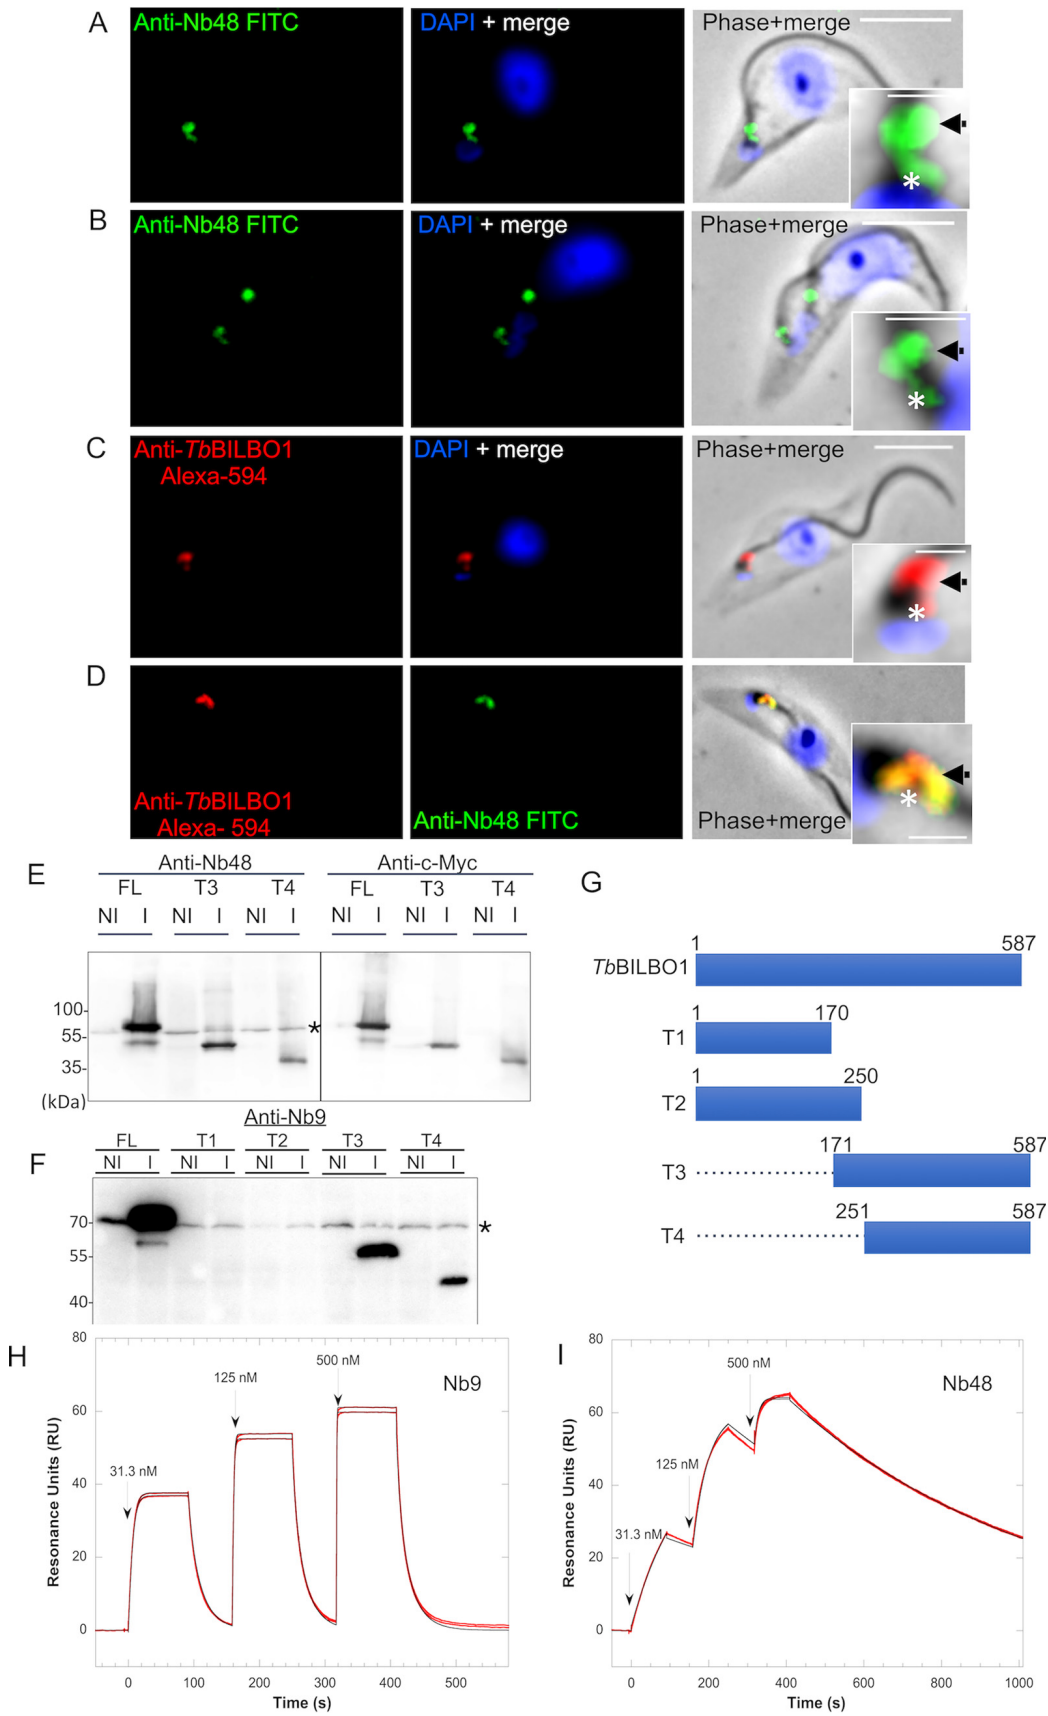 A
Anti-Nb48 FITC
DAPI + merge
Phase+merge
*
B
Anti-Nb48 FITC
DAPI + merge
Phase+merge
*
C
Anti-TbBILBO1
Alexa-594
DAPI + merge
Phase+merge
*
D
Anti-TbBILBO1
Alexa- 594
Anti-Nb48 FITC
Phase+merge
*
E
Anti-Nb48
Anti-c-Myc
FL T3 T4 FL T3 T4
NI I NI I NI I NI I NI I NI I
100-
55-
35-
(kDa)
*
F
Anti-Nb9
FL T1 T2 T3 T4
NI I NI I NI I NI I NI I
70-
55-
40-
*
G
1 587
TbBILBO1
1 170
T1
1 250
T2
171 587
T3
251 587
T4
H
Nb9
31.3 nM
125 nM
500 nM
Resonance Units (RU)
80
60
40
20
0
0 100 200 300 400 500
Time (s)
I
Nb48
31.3 nM
125 nM
500 nM
Resonance Units (RU)
80
60
40
20
0
0 200 400 600 800 1000
Time (s)